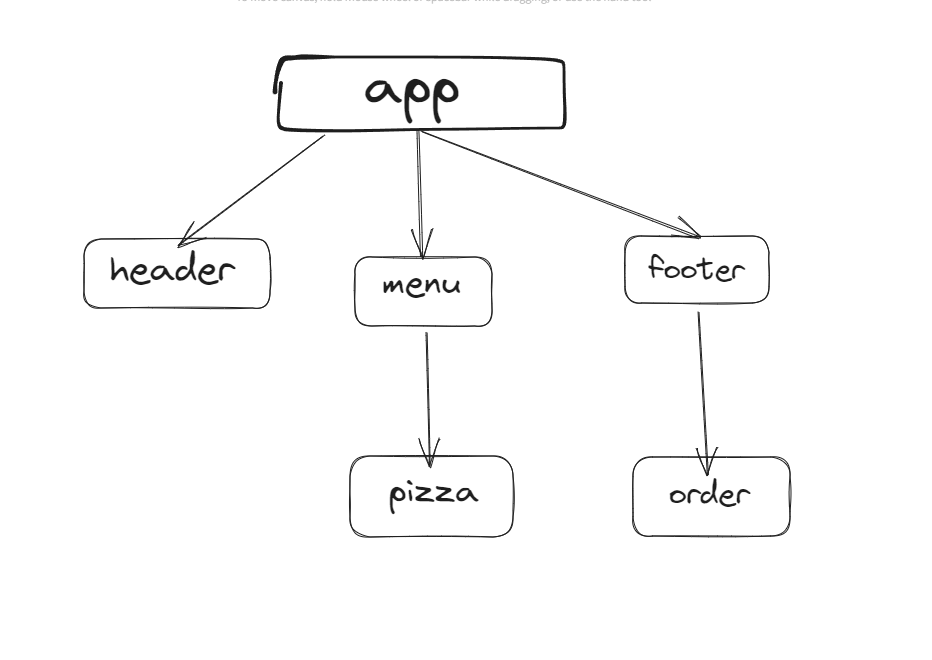 To move canvas, hold mouse wheel or spacebar while dragging, or use the hand tool
app
header
menu
footer
pizza
order